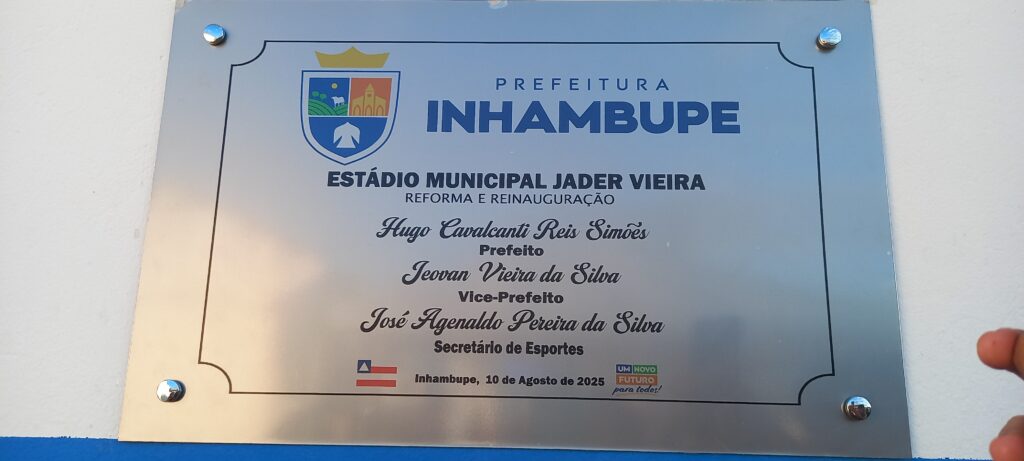 PREFEITURA
INHAMBUPE
ESTÁDIO MUNICIPAL JADER VIEIRA
REFORMA E REINAUGURAÇÃO
Hugo Cavalcanti Reis Simões
Prefeito
Jeovan Vieira da Silva
Vice-Prefeito
José Agenaldo Pereira da Silva
Secretário de Esportes
Inhambupe, 10 de Agosto de 2025
UM NOVO
FUTURO
para todos!